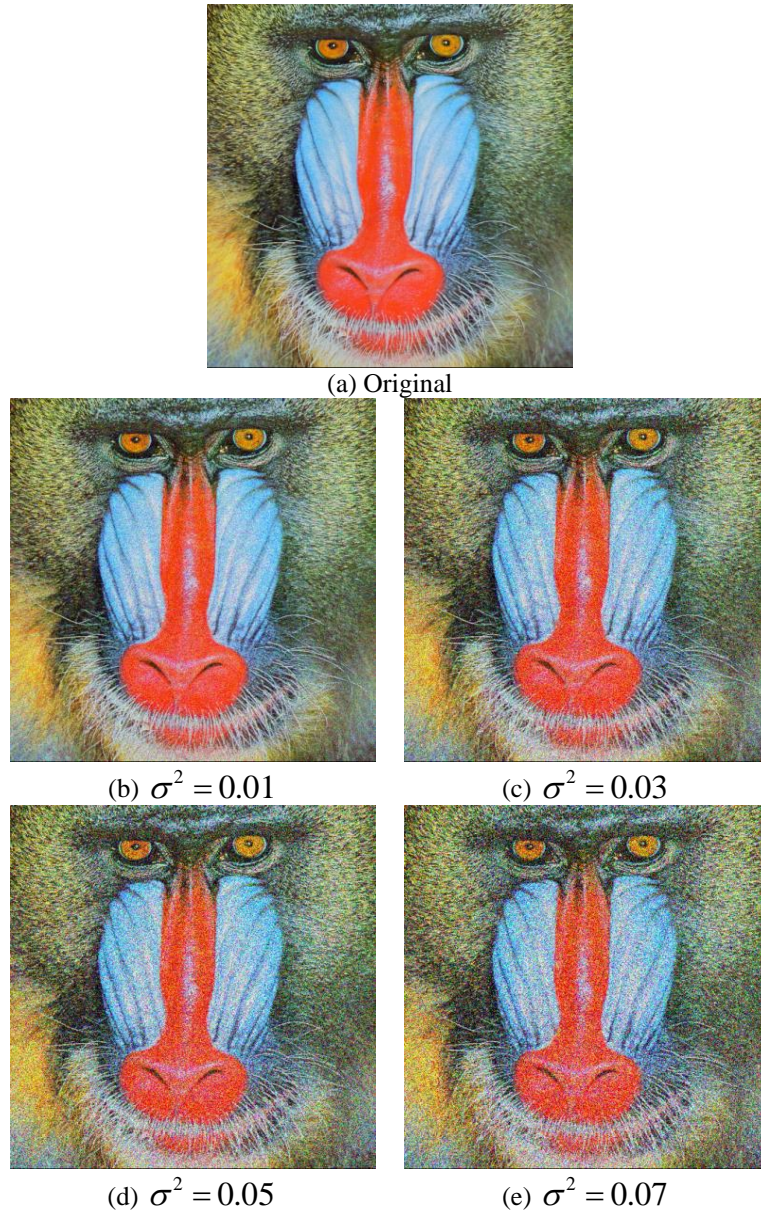 (a) Original
(b) σ² = 0.01
(c) σ² = 0.03
(d) σ² = 0.05
(e) σ² = 0.07